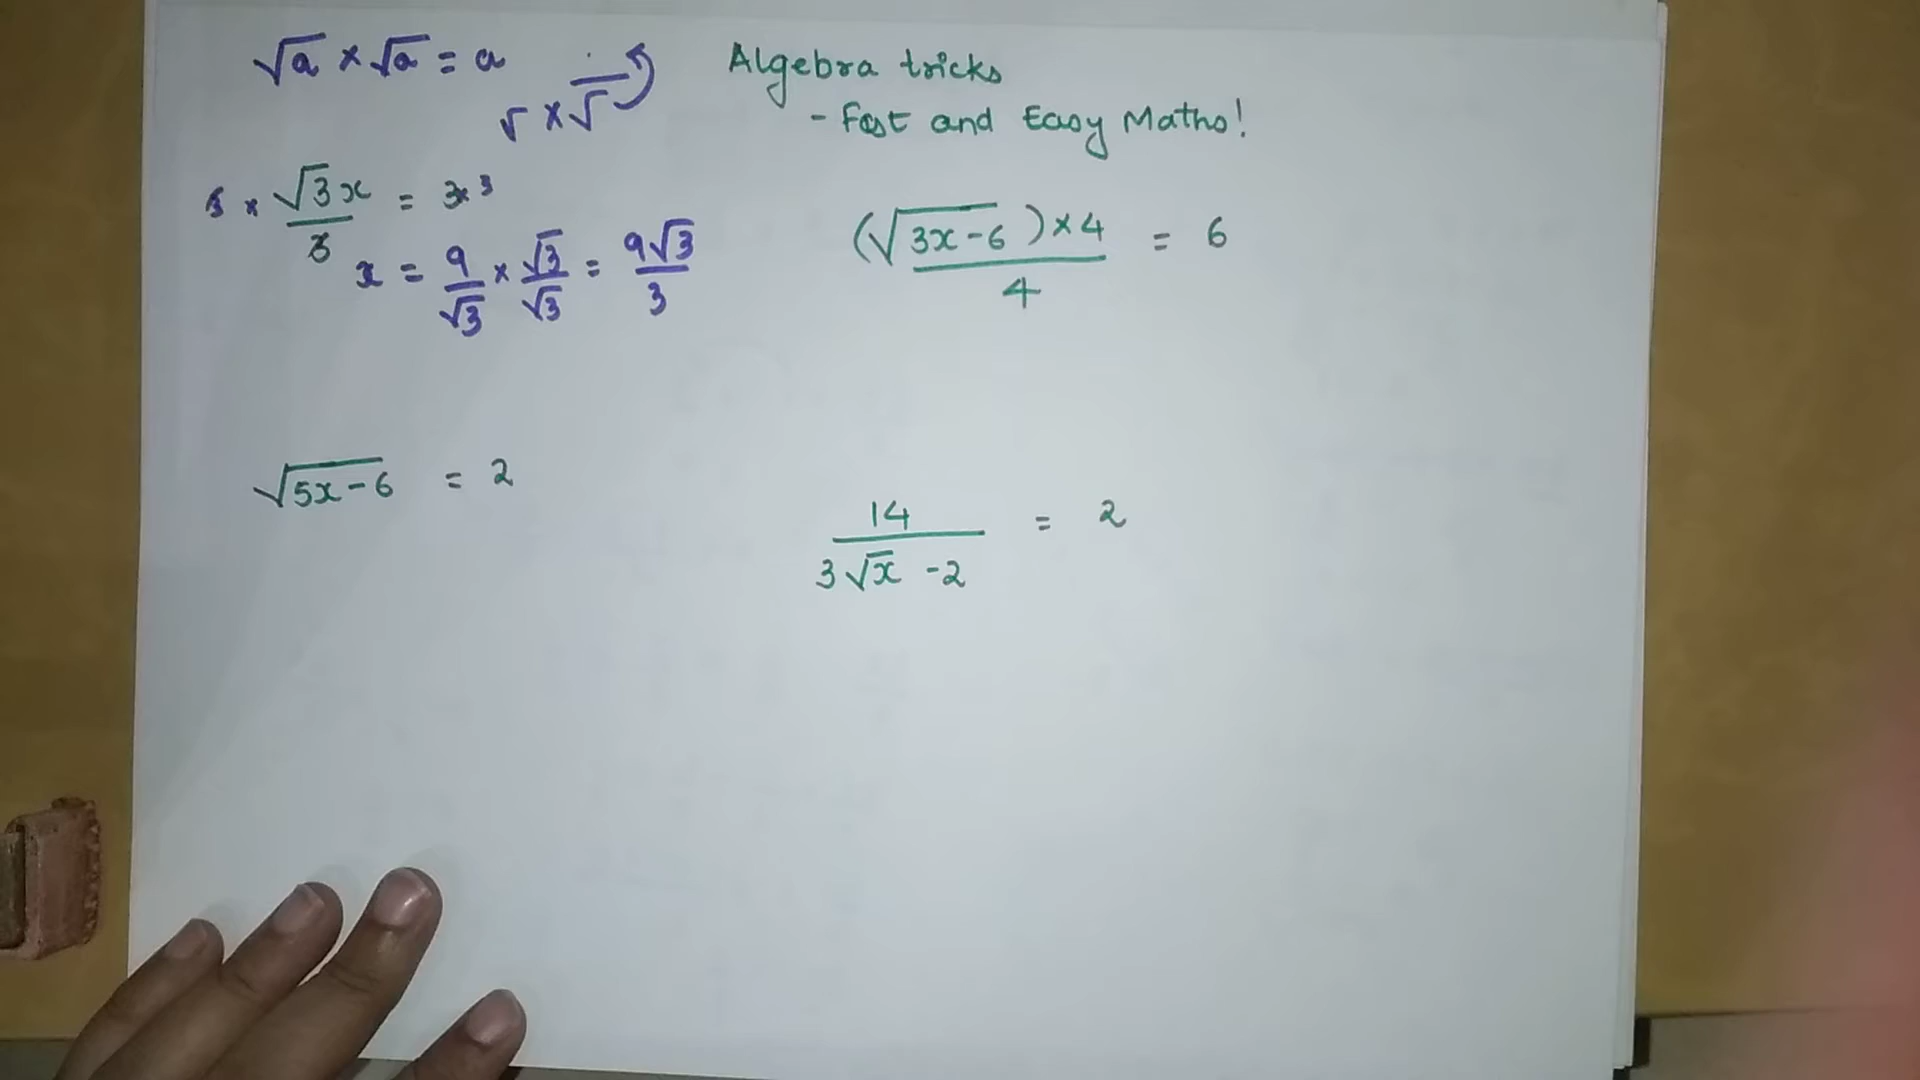 √a × √a = a
√ × √
Algebra tricks
- Fast and Easy Maths!
3 × √3x / 3 = 3×3
x = 9/√3 × √3/√3 = 9√3/3
(√3x-6) × 4 / 4 = 6
√5x-6 = 2
14 / 3√x - 2 = 2